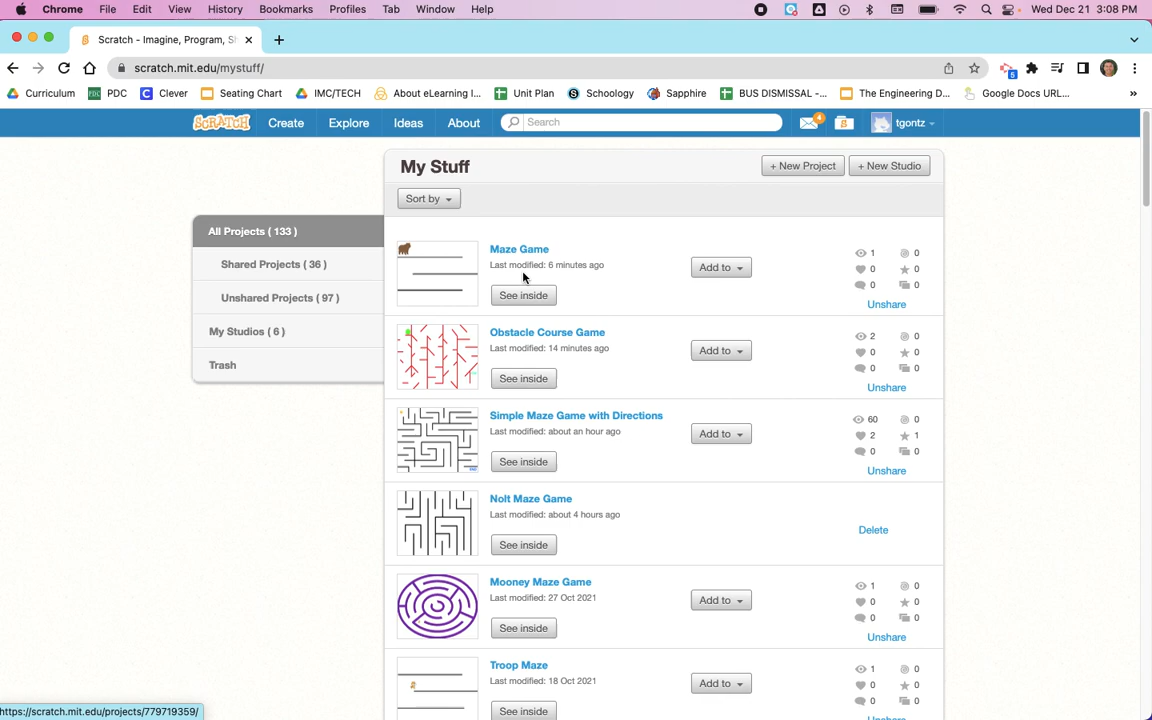 Chrome File Edit View History Bookmarks Profiles Tab Window Help Wed Dec 21 3:08 PM
Scratch - Imagine, Program, Sh
scratch.mit.edu/mystuff/
5
Curriculum PDC Clever Seating Chart IMC/TECH About eLearning I... Unit Plan Schoology Sapphire BUS DISMISSAL -... The Engineering D... Google Docs URL... »
SCRATCH Create Explore Ideas About Search 4 tgontz
My Stuff + New Project + New Studio
Sort by
All Projects ( 133 )
Shared Projects ( 36 )
Unshared Projects ( 97 )
My Studios ( 6 )
Trash
Maze Game
Last modified: 6 minutes ago
See inside
Add to
1 0
0 0
0 0
Unshare
Obstacle Course Game
Last modified: 14 minutes ago
See inside
Add to
2 0
0 0
0 0
Unshare
Simple Maze Game with Directions
Last modified: about an hour ago
See inside
Add to
60 0
2 1
0 0
Unshare
Nolt Maze Game
Last modified: about 4 hours ago
See inside
Delete
Mooney Maze Game
Last modified: 27 Oct 2021
See inside
Add to
1 0
0 0
0 0
Unshare
Troop Maze
Last modified: 18 Oct 2021
See inside
Add to
1 0
0 0
0 0
Unshare
https://scratch.mit.edu/projects/779719359/